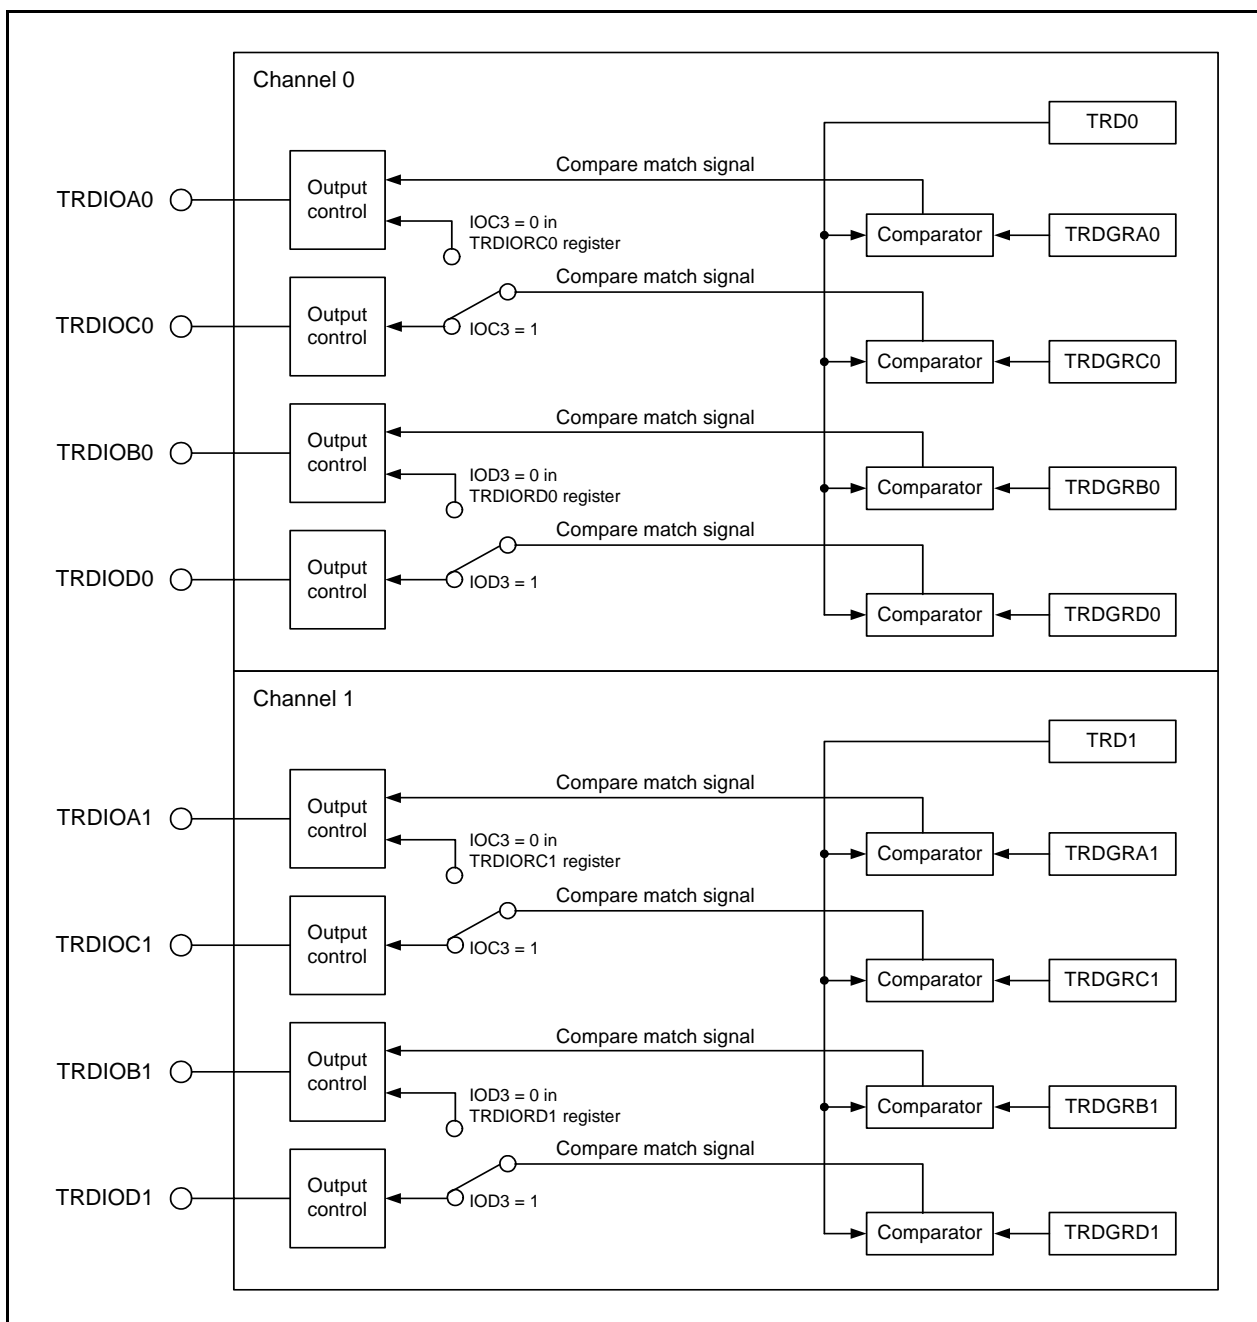 Channel 0
TRD0
Compare match signal
TRDIOA0
Output
control
IOC3 = 0 in
TRDIORC0 register
Comparator
TRDGRA0
Compare match signal
TRDIOC0
Output
control
IOC3 = 1
Comparator
TRDGRC0
Compare match signal
TRDIOB0
Output
control
IOD3 = 0 in
TRDIORD0 register
Comparator
TRDGRB0
Compare match signal
TRDIOD0
Output
control
IOD3 = 1
Comparator
TRDGRD0
Channel 1
TRD1
Compare match signal
TRDIOA1
Output
control
IOC3 = 0 in
TRDIORC1 register
Comparator
TRDGRA1
Compare match signal
TRDIOC1
Output
control
IOC3 = 1
Comparator
TRDGRC1
Compare match signal
TRDIOB1
Output
control
IOD3 = 0 in
TRDIORD1 register
Comparator
TRDGRB1
Compare match signal
TRDIOD1
Output
control
IOD3 = 1
Comparator
TRDGRD1